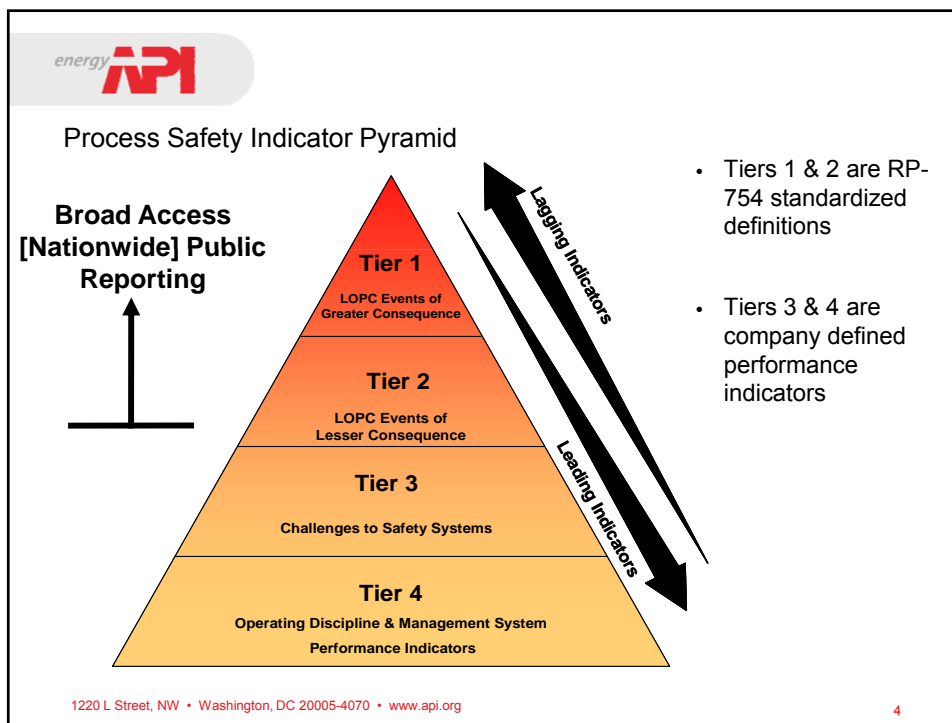 energy API
Process Safety Indicator Pyramid
Broad Access
[Nationwide] Public
Reporting
Tier 1
LOPC Events of
Greater Consequence
Tier 2
LOPC Events of
Lesser Consequence
Tier 3
Challenges to Safety Systems
Tier 4
Operating Discipline & Management System
Performance Indicators
Lagging Indicators
Leading Indicators
• Tiers 1 & 2 are RP-
754 standardized
definitions
• Tiers 3 & 4 are
company defined
performance
indicators
1220 L Street, NW • Washington, DC 20005-4070 • www.api.org
4